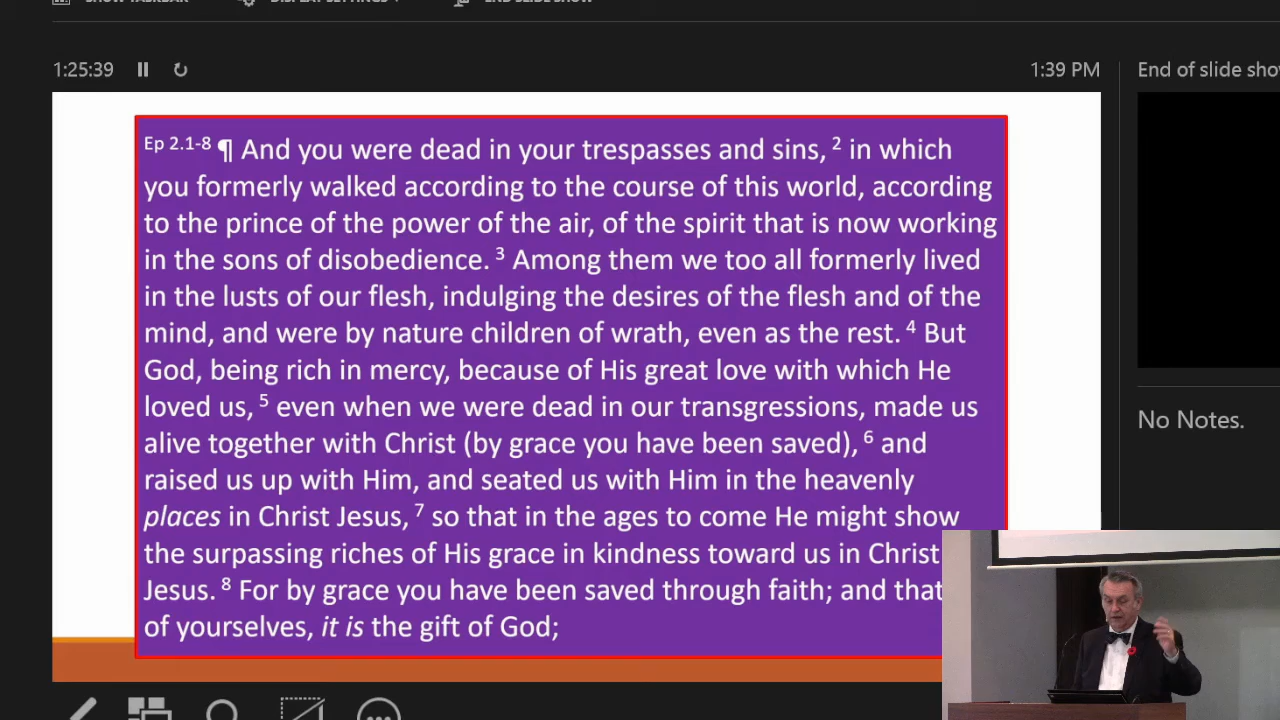 SHOW TASKBAR DISPLAY SETTINGS END SLIDE SHOW
1:25:39 1:39 PM End of slide sho
Ep 2.1-8 ¶ And you were dead in your trespasses and sins, 2 in which
you formerly walked according to the course of this world, according
to the prince of the power of the air, of the spirit that is now working
in the sons of disobedience. 3 Among them we too all formerly lived
in the lusts of our flesh, indulging the desires of the flesh and of the
mind, and were by nature children of wrath, even as the rest. 4 But
God, being rich in mercy, because of His great love with which He
loved us, 5 even when we were dead in our transgressions, made us
alive together with Christ (by grace you have been saved), 6 and
raised us up with Him, and seated us with Him in the heavenly
places in Christ Jesus, 7 so that in the ages to come He might show
the surpassing riches of His grace in kindness toward us in Christ
Jesus. 8 For by grace you have been saved through faith; and that
of yourselves, it is the gift of God;
No Notes.